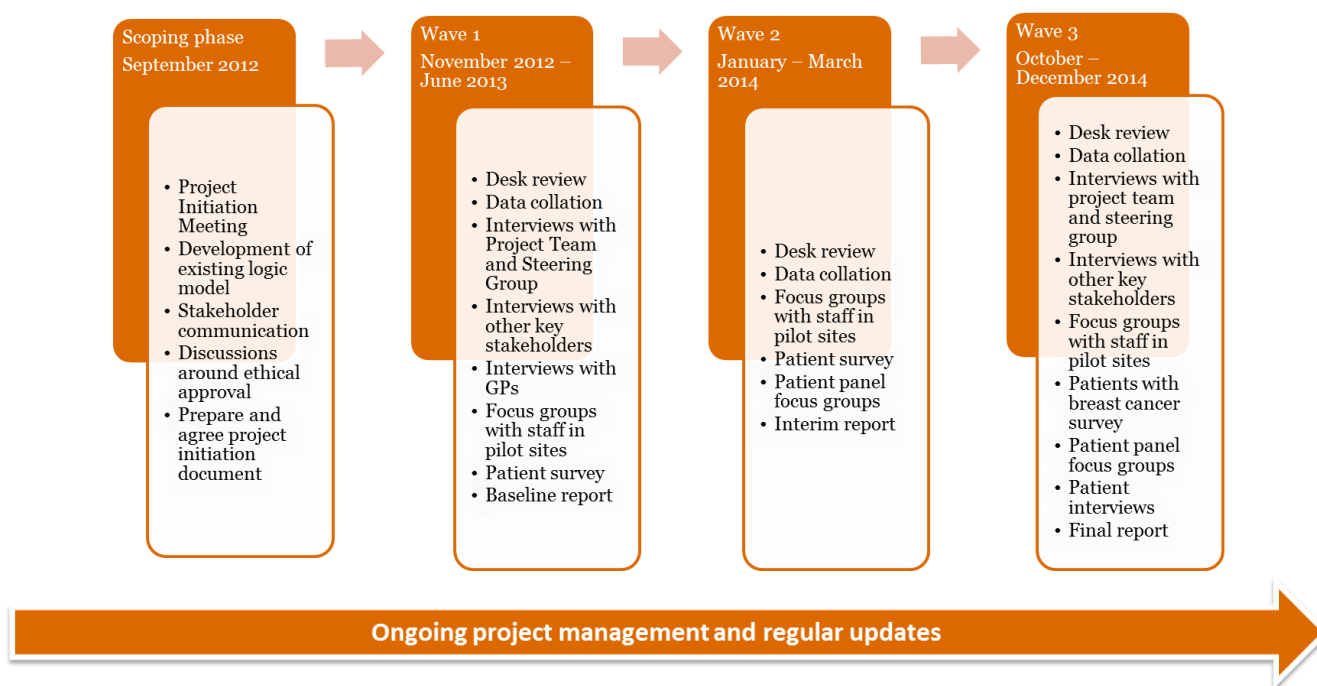 Scoping phase
September 2012
• Project
Initiation
Meeting
• Development of
existing logic
model
• Stakeholder
communication
• Discussions
around ethical
approval
• Prepare and
agree project
initiation
document
Wave 1
November 2012 –
June 2013
• Desk review
• Data collation
• Interviews with
Project Team
and Steering
Group
• Interviews with
other key
stakeholders
• Interviews with
GPs
• Focus groups
with staff in
pilot sites
• Patient survey
• Baseline report
Wave 2
January – March
2014
• Desk review
• Data collation
• Focus groups
with staff in
pilot sites
• Patient survey
• Patient panel
focus groups
• Interim report
Wave 3
October –
December 2014
• Desk review
• Data collation
• Interviews with
project team
and steering
group
• Interviews with
other key
stakeholders
• Focus groups
with staff in
pilot sites
• Patients with
breast cancer
survey
• Patient panel
focus groups
• Patient
interviews
• Final report
Ongoing project management and regular updates